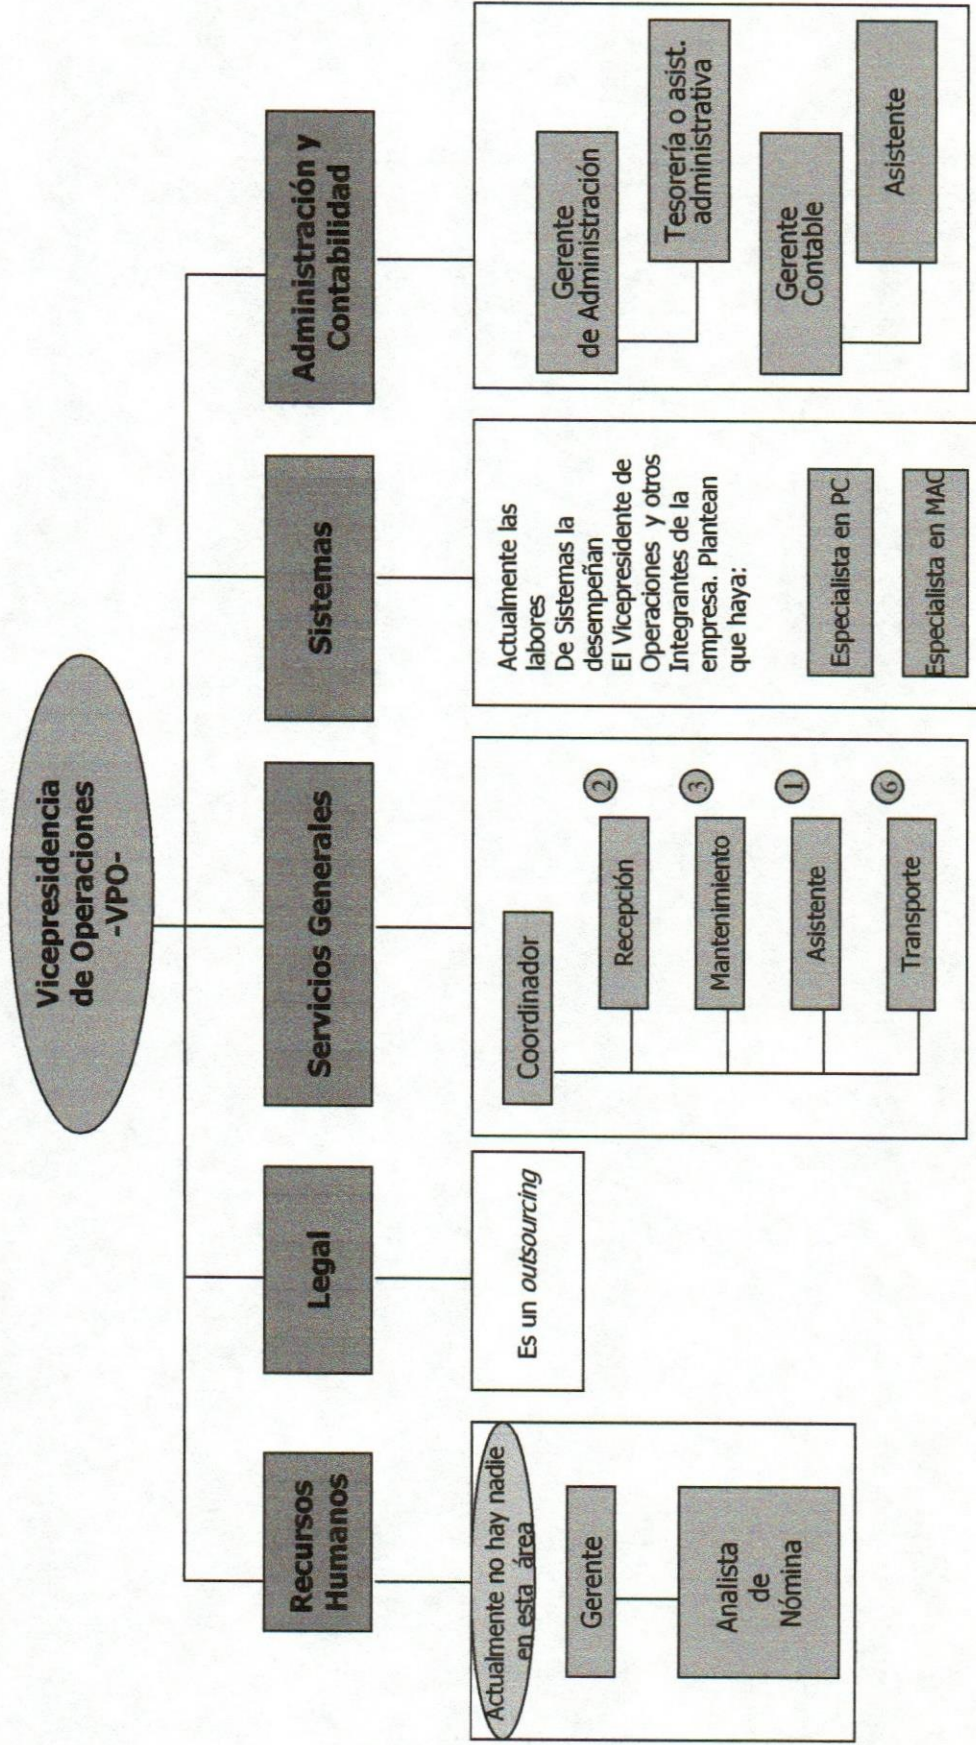 Vicepresidencia
de Operaciones
-VPO-
Recursos
Humanos
Legal
Servicios Generales
Sistemas
Administración y
Contabilidad
Actualmente no hay nadie
en esta área
Gerente
Analista
de
Nómina
Es un outsourcing
Coordinador
Recepción
2
Mantenimiento
3
Asistente
1
Transporte
6
Actualmente las
labores
De Sistemas la
desempeñan
El Vicepresidente de
Operaciones y otros
Integrantes de la
empresa. Plantean
que haya:
Especialista en PC
Especialista en MAC
Gerente
de Administración
Tesorería o asist.
administrativa
Gerente
Contable
Asistente